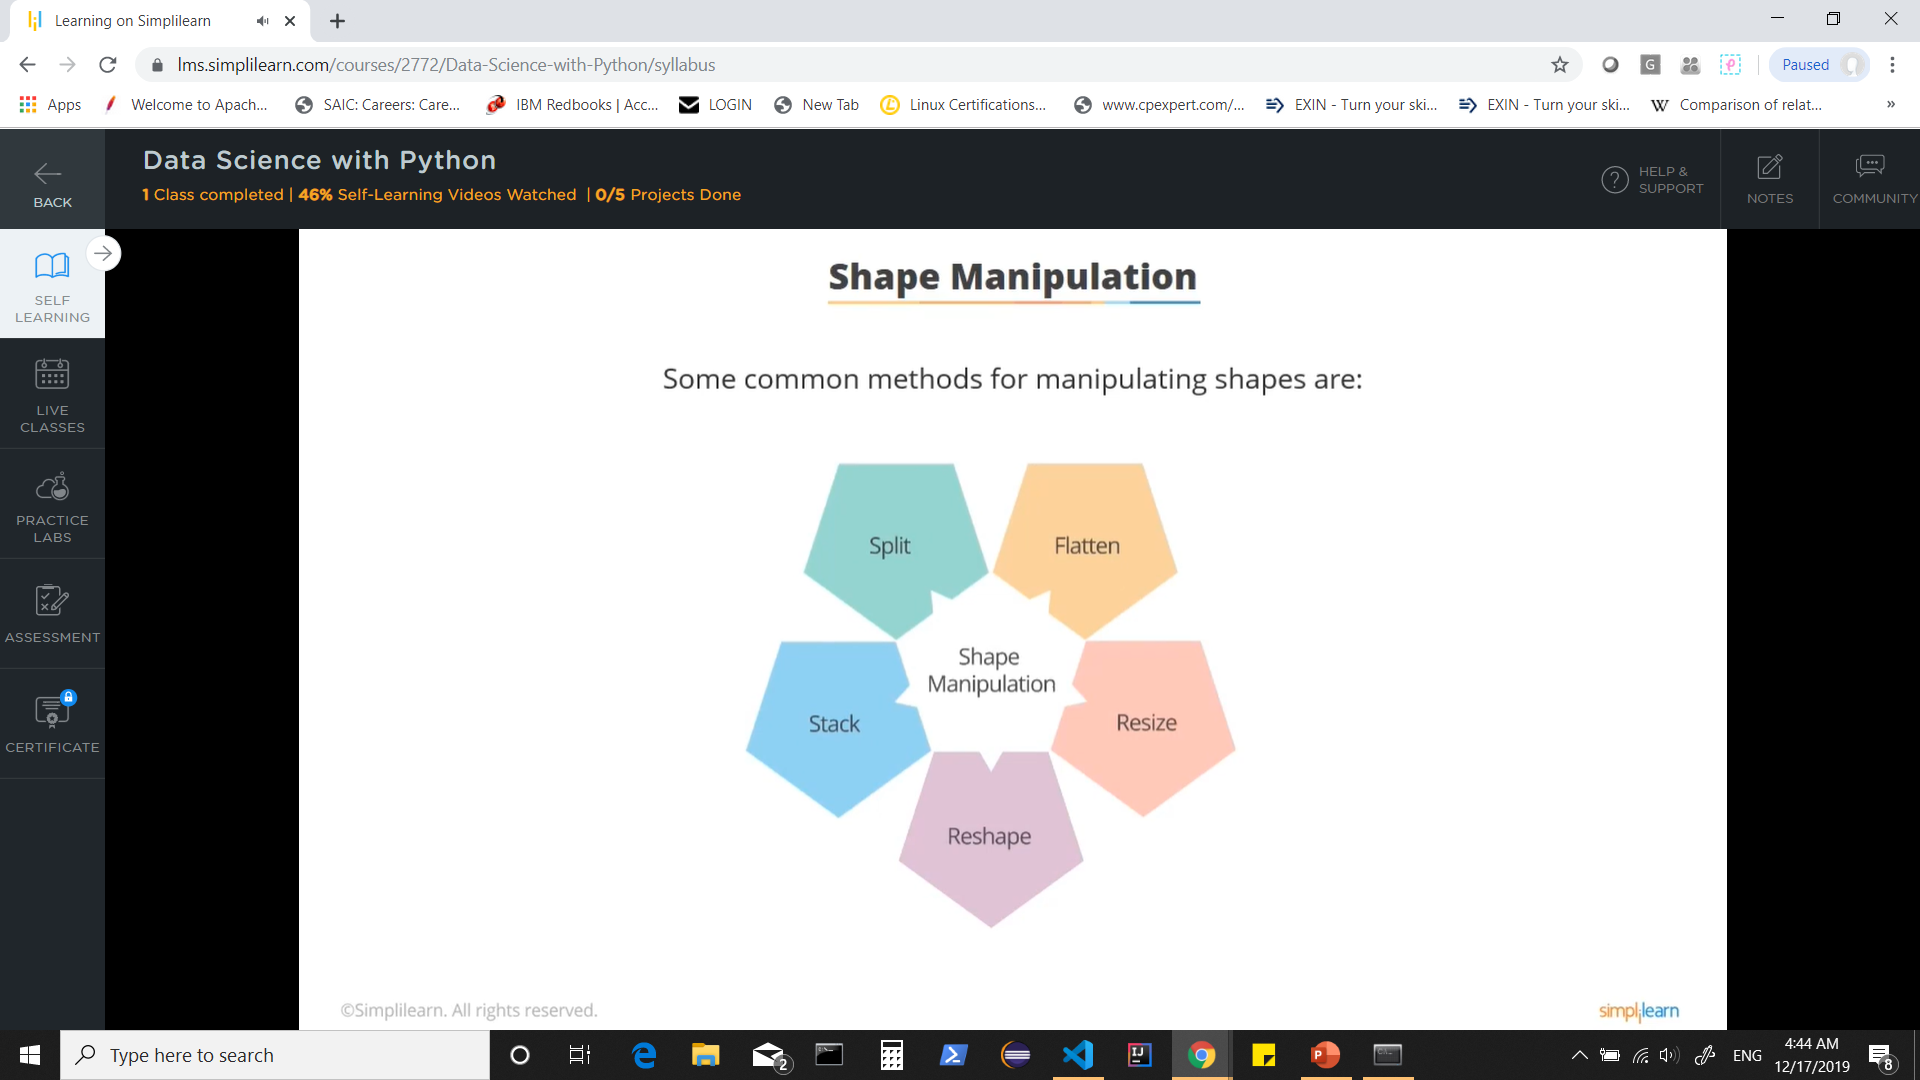 Learning on Simplilearn
lms.simplilearn.com/courses/2772/Data-Science-with-Python/syllabus
G
Paused
Apps
Welcome to Apach...
SAIC: Careers: Care...
IBM Redbooks | Acc...
LOGIN
New Tab
Linux Certifications...
www.cpexpert.com/...
EXIN - Turn your ski...
EXIN - Turn your ski...
W
Comparison of relat...
»
BACK
Data Science with Python
1 Class completed | 46% Self-Learning Videos Watched | 0/5 Projects Done
HELP &
SUPPORT
NOTES
COMMUNITY
SELF
LEARNING
LIVE
CLASSES
PRACTICE
LABS
ASSESSMENT
CERTIFICATE
Shape Manipulation
Some common methods for manipulating shapes are:
Split
Flatten
Shape
Manipulation
Stack
Resize
Reshape
©Simplilearn. All rights reserved.
simplilearn
Type here to search
2
IJ
P
ENG
4:44 AM
12/17/2019
8